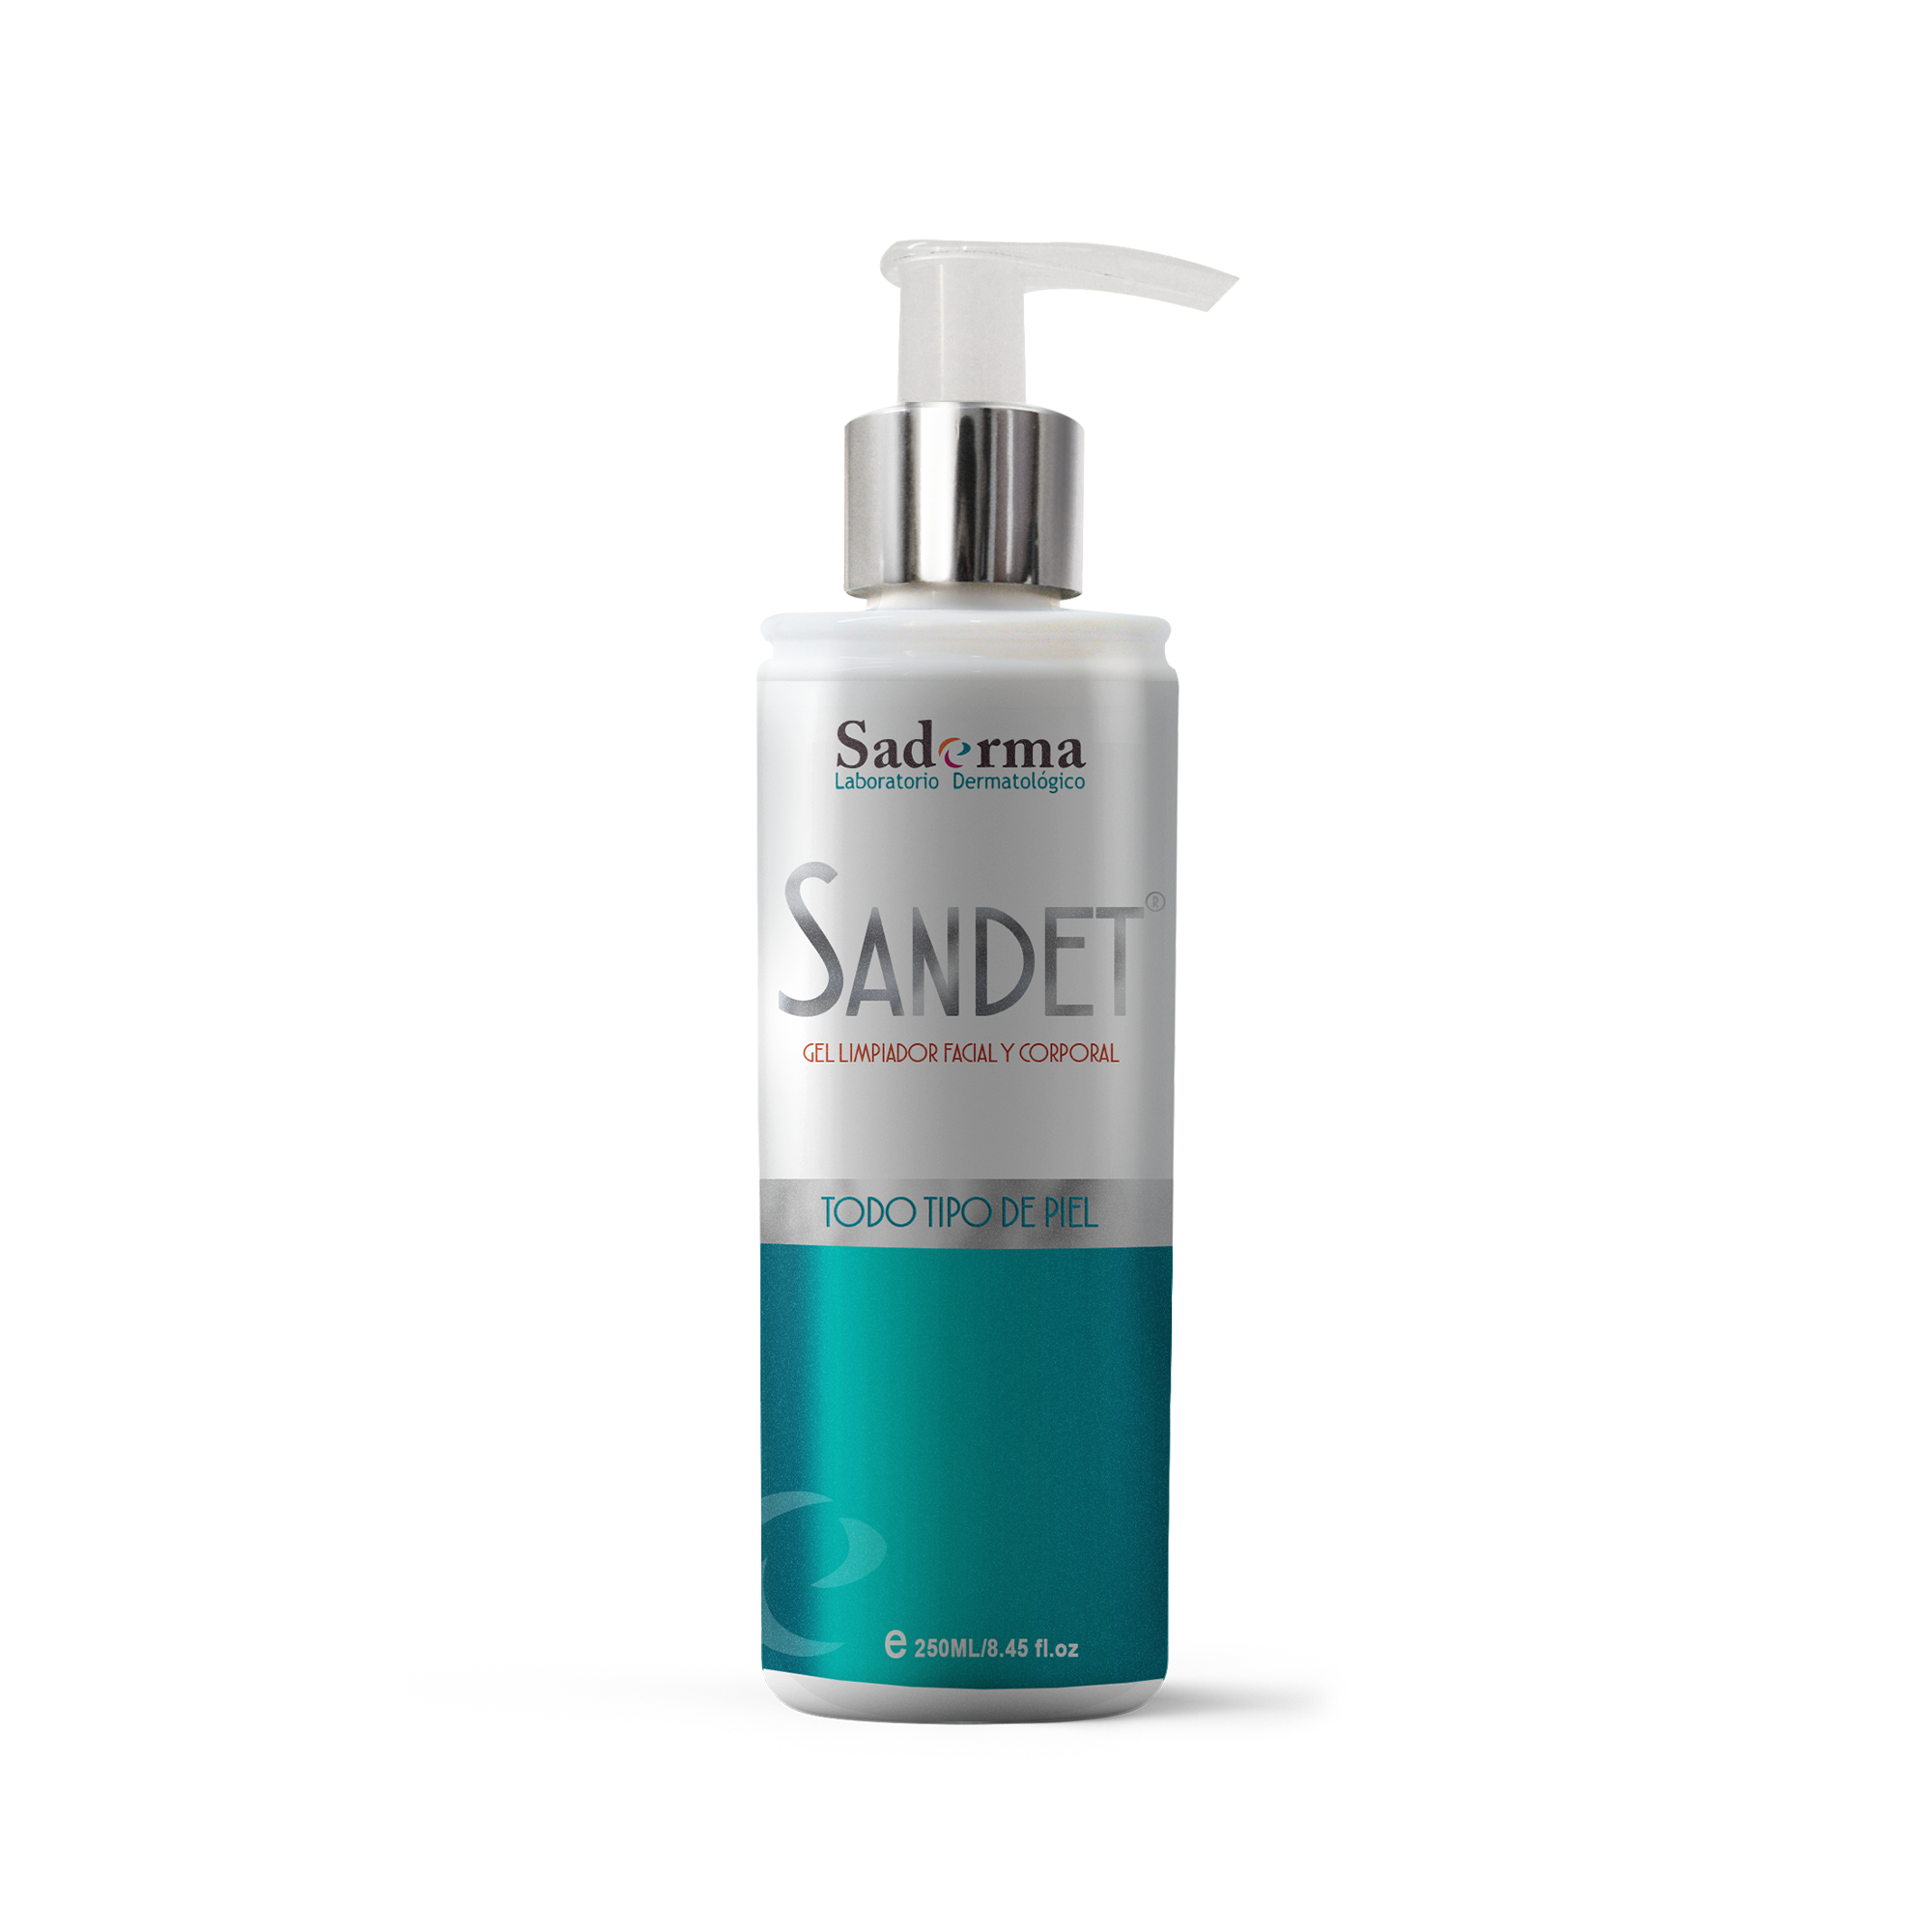 Saderma
Laboratorio Dermatológico
SANDET®
GEL LIMPIADOR FACIAL Y CORPORAL
TODO TIPO DE PIEL
e 250ML/8.45 fl.oz